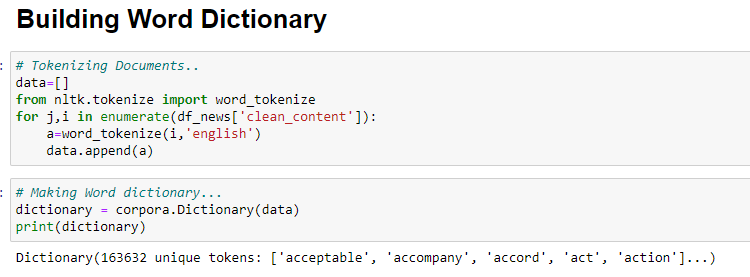 Building Word Dictionary
: # Tokenizing Documents..
data=[]
from nltk.tokenize import word_tokenize
for j,i in enumerate(df_news['clean_content']):
    a=word_tokenize(i,'english')
    data.append(a)
: # Making Word dictionary...
dictionary = corpora.Dictionary(data)
print(dictionary)
Dictionary(163632 unique tokens: ['acceptable', 'accompany', 'accord', 'act', 'action']...)